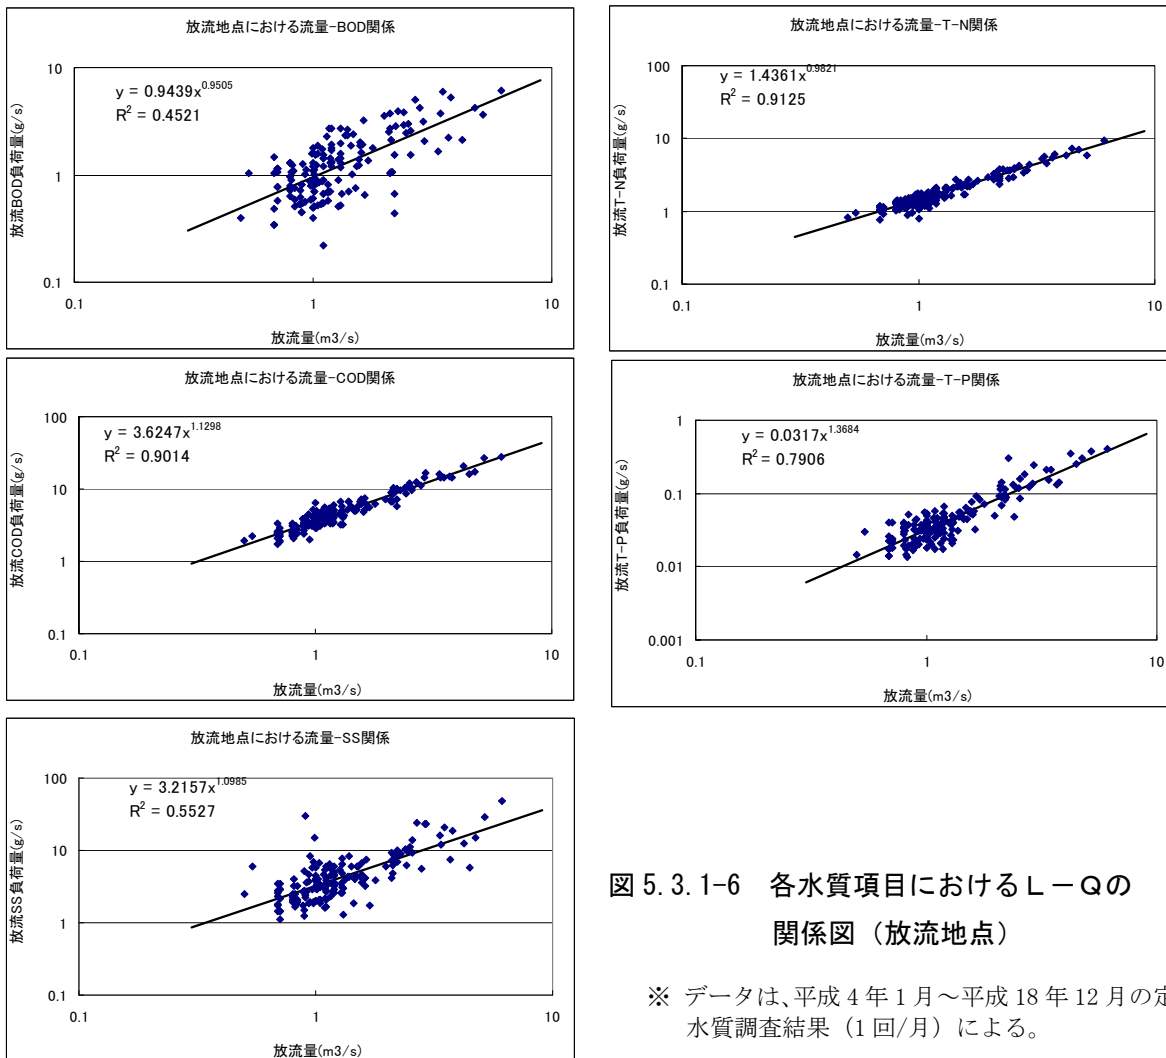 放流地点における流量-BOD関係
10
1
0.1
y = 0.9439x^0.9505
R² = 0.4521
放流BOD負荷量(g/s)
0.1 1 10
放流量(m3/s)
放流地点における流量-T-N関係
100
10
1
0.1
y = 1.4361x^0.9821
R² = 0.9125
放流T-N負荷量(g/s)
0.1 1 10
放流量(m3/s)
放流地点における流量-COD関係
100
10
1
0.1
y = 3.6247x^1.1298
R² = 0.9014
放流COD負荷量(g/s)
0.1 1 10
放流量(m3/s)
放流地点における流量-T-P関係
1
0.1
0.01
0.001
y = 0.0317x^1.3684
R² = 0.7906
放流T-P負荷量(g/s)
0.1 1 10
放流量(m3/s)
放流地点における流量-SS関係
100
10
1
0.1
y = 3.2157x^1.0985
R² = 0.5527
放流SS負荷量(g/s)
0.1 1 10
放流量(m3/s)
図 5.3.1-6 各水質項目におけるL－Qの
関係図（放流地点）
※ データは、平成 4 年 1 月～平成 18 年 12 月の定
水質調査結果（1 回/月）による。